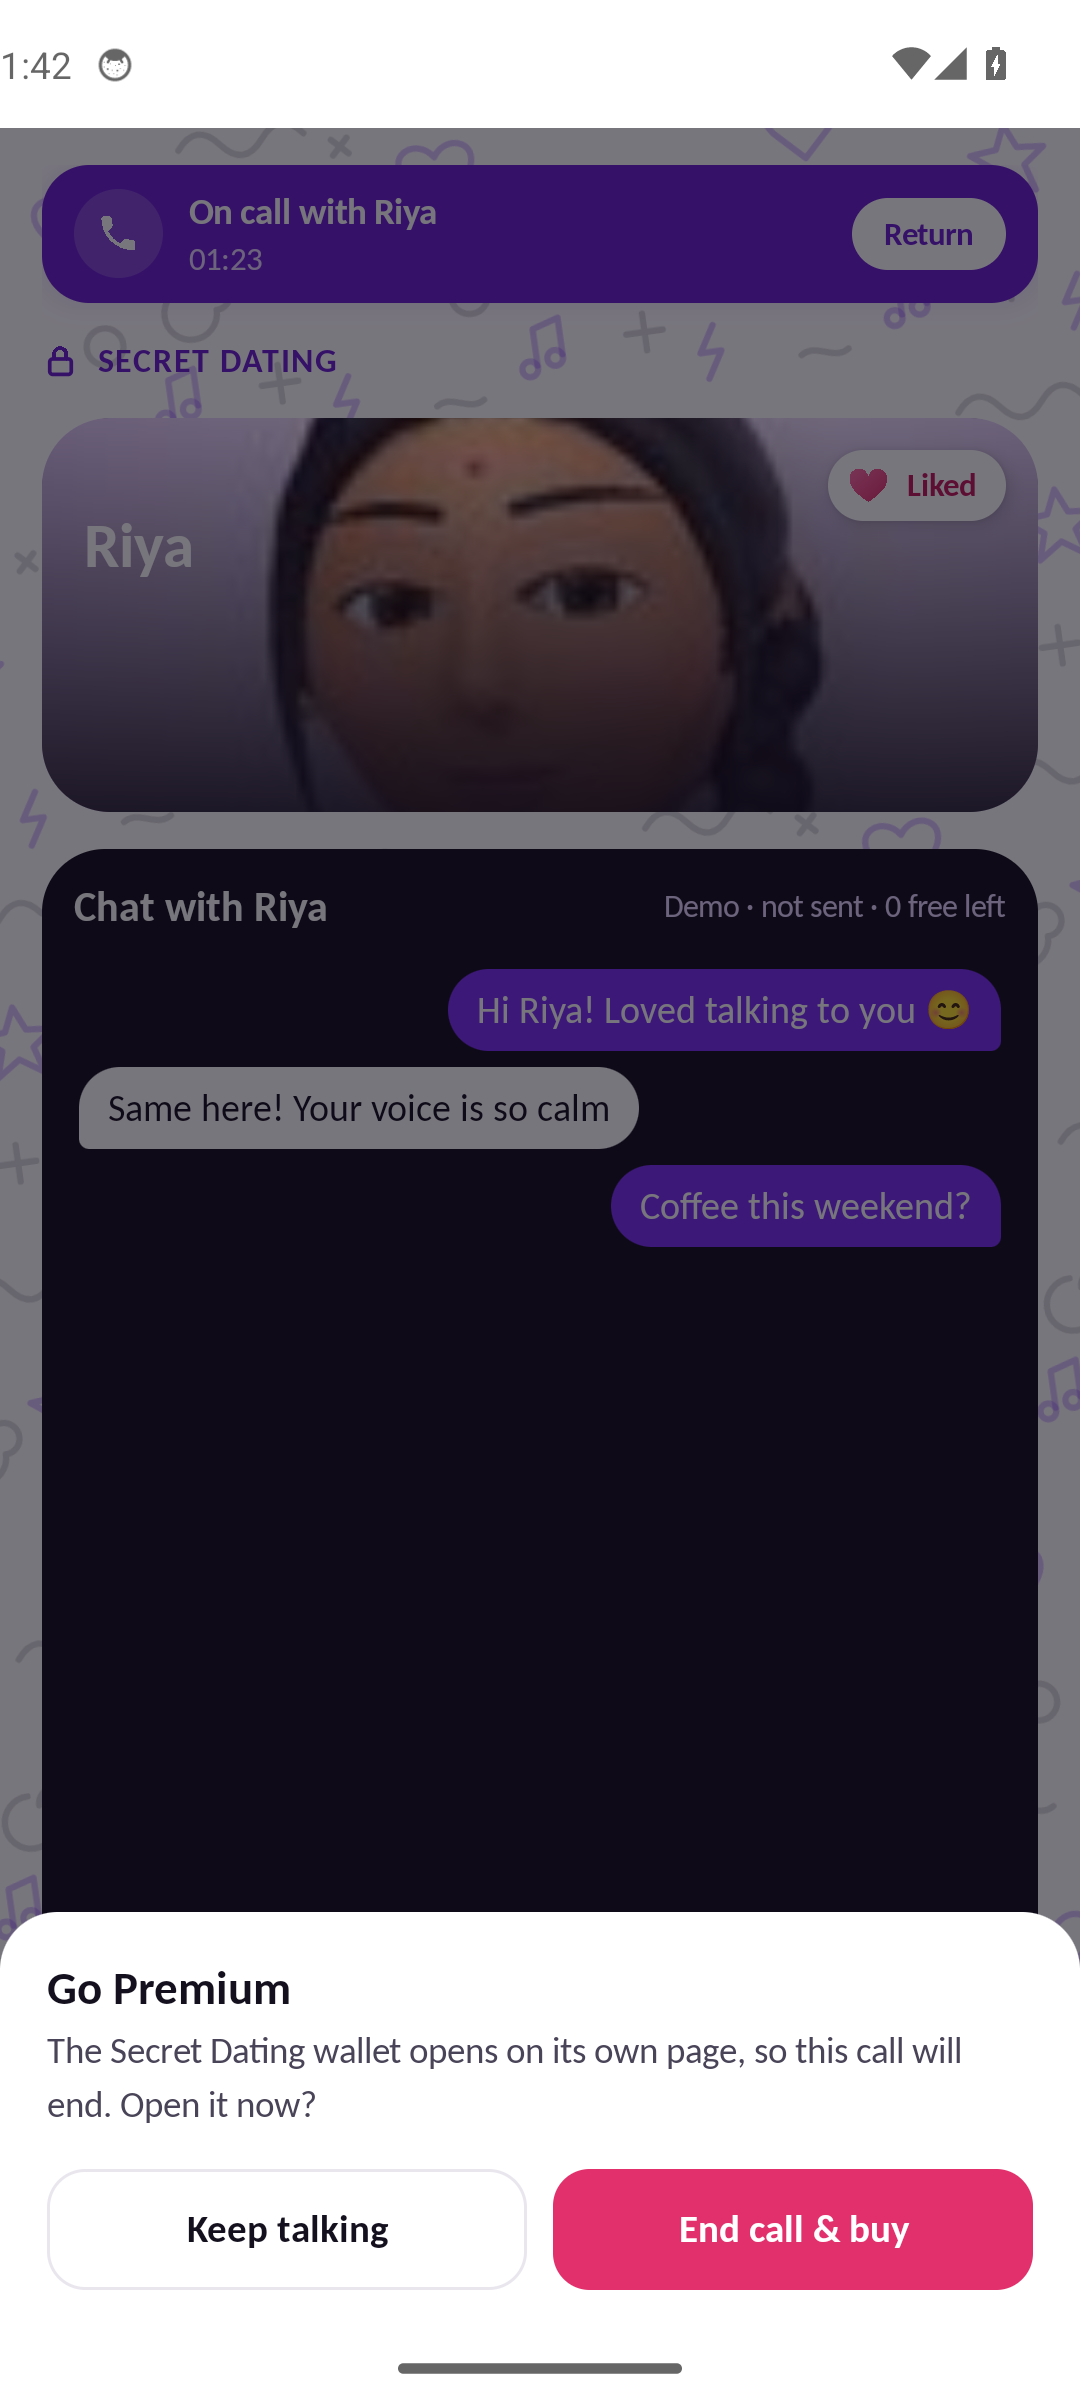 1:42
On call with Riya
01:23
Return
SECRET DATING
Liked
Riya
Chat with Riya
Demo · not sent · 0 free left
Hi Riya! Loved talking to you 😊
Same here! Your voice is so calm
Coffee this weekend?
Go Premium
The Secret Dating wallet opens on its own page, so this call will
end. Open it now?
Keep talking
End call & buy